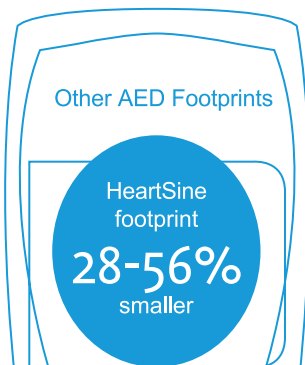 Other AED Footprints
HeartSine
footprint
28-56%
smaller